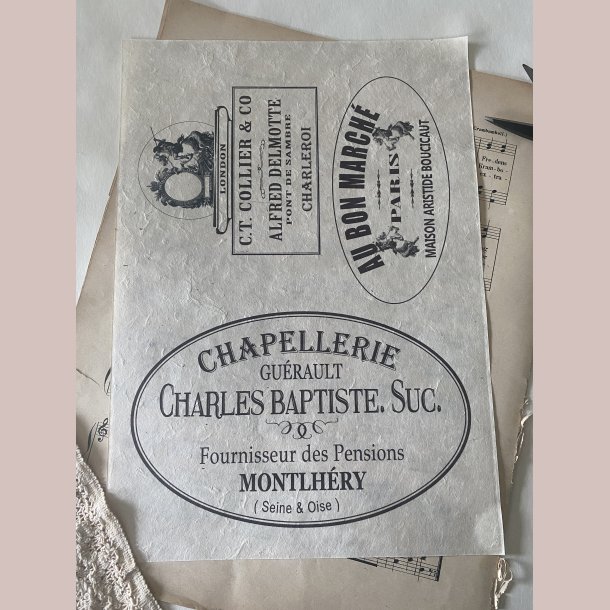 LONDON
C.T. COLLIER & CO
ALFRED DELMOTTE
PONT DE SAMBRE
CHARLEROI
AU BON MARCHÉ
PARIS
MAISON ARISTIDE BOUCICAUT
CHAPELLERIE
GUÉRAULT
CHARLES BAPTISTE. SUC.
Fournisseur des Pensions
MONTLHÉRY
( Seine & Oise )